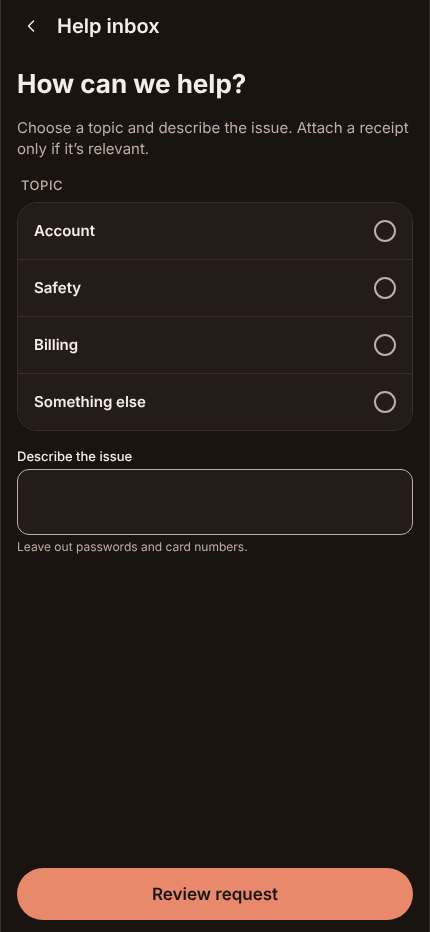 Help inbox
How can we help?
Choose a topic and describe the issue. Attach a receipt
only if it’s relevant.
TOPIC
Account
Safety
Billing
Something else
Describe the issue
Leave out passwords and card numbers.
Review request